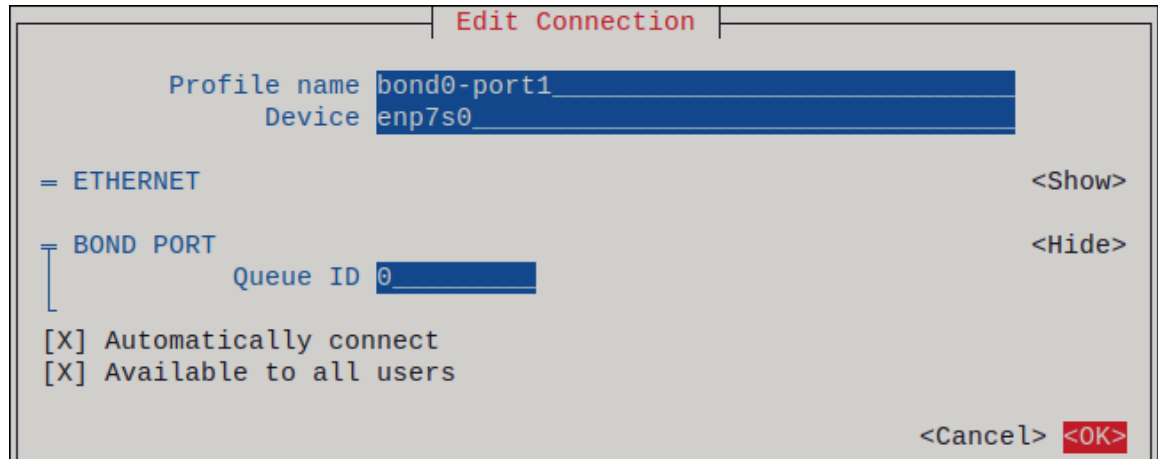 Edit Connection
Profile name bond0-port1
Device enp7s0
= ETHERNET <Show>
BOND PORT <Hide>
Queue ID 0
[X] Automatically connect
[X] Available to all users
<Cancel> <OK>